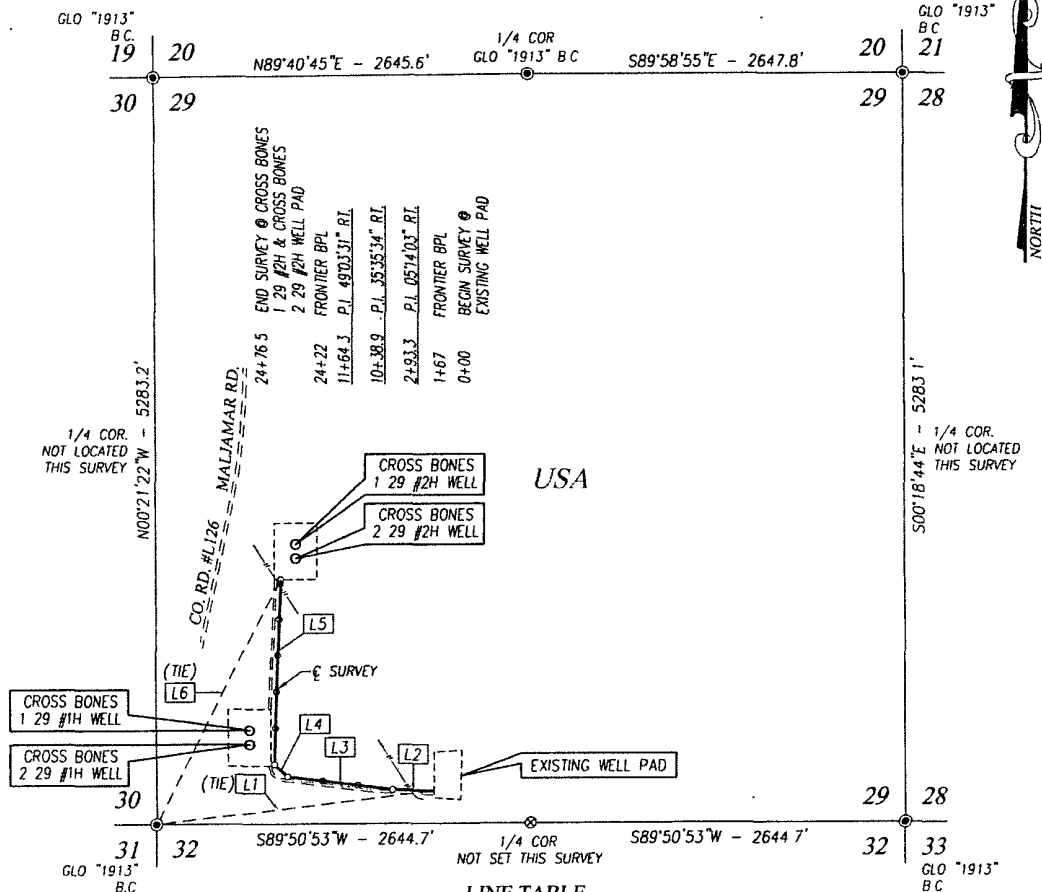 GLO "1913"
B C.
19 20
30 29
N89°40'45"E - 2645.6'
1/4 COR
GLO "1913" B C
S89°58'55"E - 2647.8'
GLO "1913"
B C
20 21
29 28
NORTH
24+76 5 END SURVEY @ CROSS BONES
1 29 #2H & CROSS BONES
2 29 #2H WELL PAD
24+22 FRONTIER BPL
11+64 3 P.I. 49°03'31" RT.
10+38.9 P.I. 35°35'34" RT.
2+93.3 P.I. 05°14'03" RT.
1+67 FRONTIER BPL
0+00 BEGIN SURVEY @
EXISTING WELL PAD
N00°21'22"W - 5283.2'
1/4 COR.
NOT LOCATED
THIS SURVEY
CO. RD. #L126 MALJAMAR RD.
S00°18'44"E - 5283 1'
1/4 COR.
NOT LOCATED
THIS SURVEY
USA
CROSS BONES
1 29 #2H WELL
CROSS BONES
2 29 #2H WELL
L5
℄ SURVEY
(TIE)
L6
CROSS BONES
1 29 #1H WELL
CROSS BONES
2 29 #1H WELL
L4
L3
L2
(TIE) L1
EXISTING WELL PAD
30
31 32
GLO "1913"
B.C
S89°50'53"W - 2644.7'
1/4 COR
NOT SET THIS SURVEY
S89°50'53"W - 2644 7'
29 28
32 33
GLO "1913"
B C
LINE TABLE